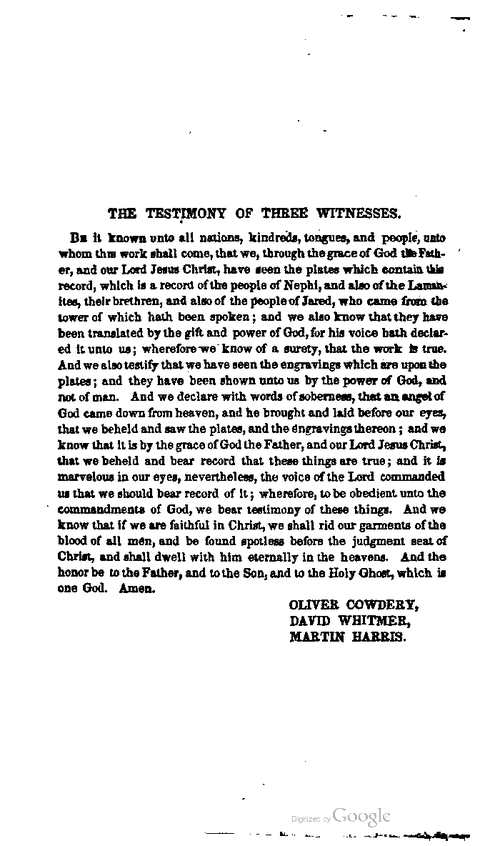 THE TESTIMONY OF THREE WITNESSES.
BE it known unto all nations, kindreds, tongues, and people, unto
whom this work shall come, that we, through the grace of God the Fath-
er, and our Lord Jesus Christ, have seen the plates which contain this
record, which is a record of the people of Nephi, and also of the Laman-
ites, their brethren, and also of the people of Jared, who came from the
tower of which hath been spoken; and we also know that they have
been translated by the gift and power of God, for his voice hath declar-
ed it unto us; wherefore we know of a surety, that the work is true.
And we also testify that we have seen the engravings which are upon the
plates; and they have been shown unto us by the power of God, and
not of man. And we declare with words of soberness, that an angel of
God came down from heaven, and he brought and laid before our eyes,
that we beheld and saw the plates, and the engravings thereon; and we
know that it is by the grace of God the Father, and our Lord Jesus Christ,
that we beheld and bear record that these things are true; and it is
marvelous in our eyes, nevertheless, the voice of the Lord commanded
us that we should bear record of it; wherefore, to be obedient unto the
commandments of God, we bear testimony of these things. And we
know that if we are faithful in Christ, we shall rid our garments of the
blood of all men, and be found spotless before the judgment seat of
Christ, and shall dwell with him eternally in the heavens. And the
honor be to the Father, and to the Son, and to the Holy Ghost, which is
one God. Amen.
OLIVER COWDERY,
DAVID WHITMER,
MARTIN HARRIS.
Digitized by Google